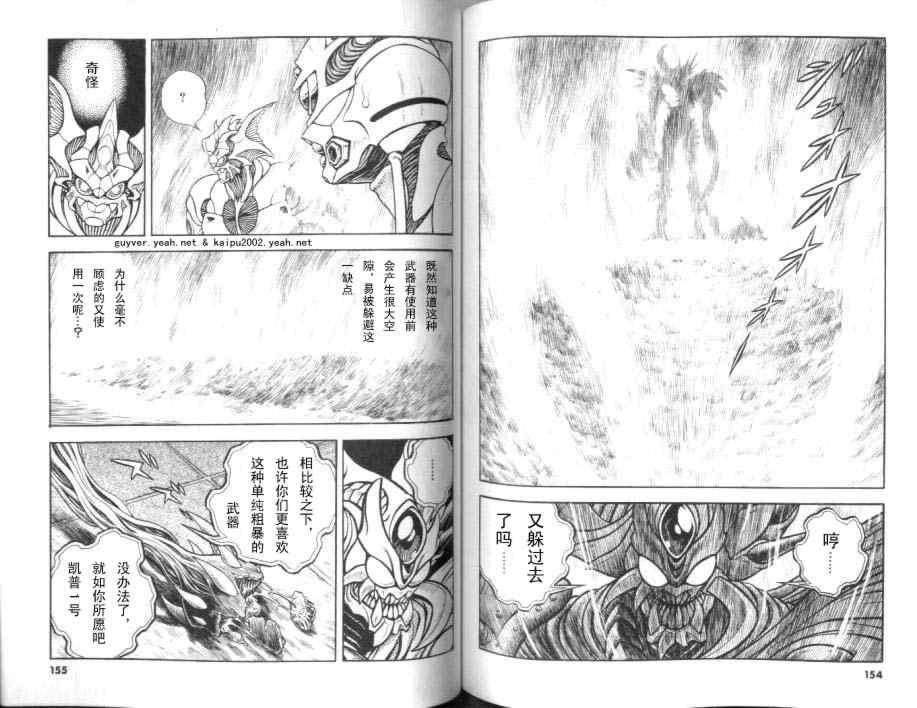 哼
……
又躲过去
了吗……
154
奇
怪
?
guyver.yeah.net & kaipu2002.yeah.net
既然知道这种
武器有使用前
会产生很大空
隙，易被躲避这
一缺点
为什么毫不
顾虑的又使
用一次呢…?
……
相比较之下，
也许你们更喜欢
这种单纯粗暴的
武器
没办法了，
就如你所愿吧
凯普1号
155